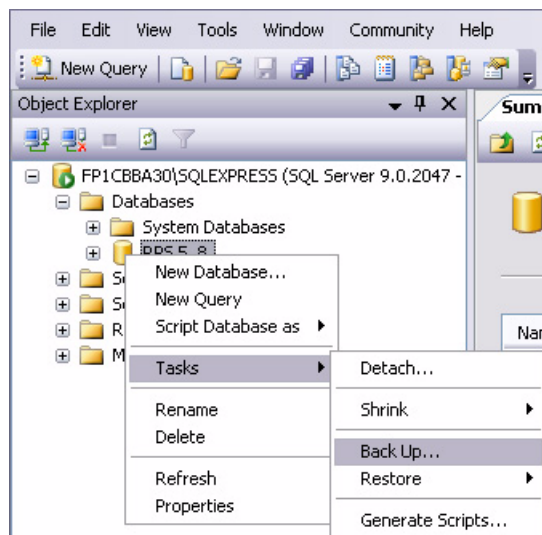 File Edit View Tools Window Community Help
New Query
Object Explorer
Sum
FP1CBBA30\SQLEXPRESS (SQL Server 9.0.2047 -
Databases
System Databases
New Database...
New Query
Script Database as
Nar
Tasks
Detach...
Rename
Shrink
Delete
Back Up...
Refresh
Restore
Properties
Generate Scripts...